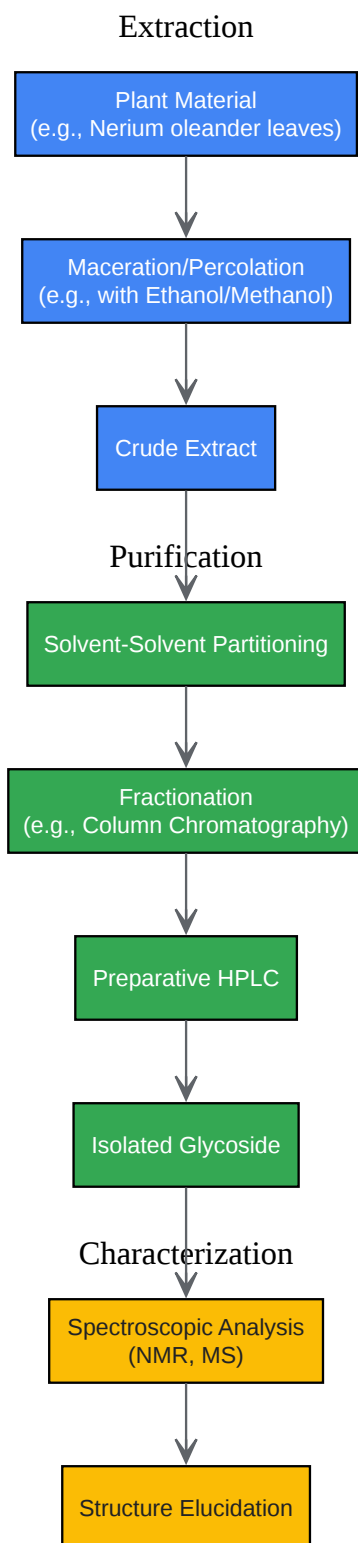 Extraction
Plant Material
(e.g., Nerium oleander leaves)
Maceration/Percolation
(e.g., with Ethanol/Methanol)
Crude Extract
Purification
Solvent-Solvent Partitioning
Fractionation
(e.g., Column Chromatography)
Preparative HPLC
Isolated Glycoside
Characterization
Spectroscopic Analysis
(NMR, MS)
Structure Elucidation